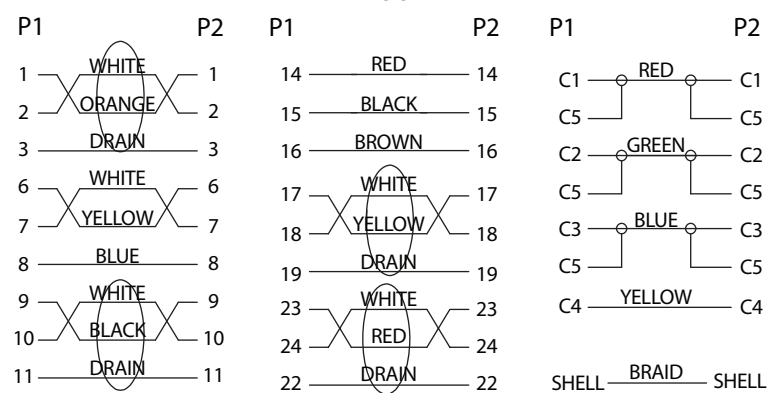 P1 P2
1 WHITE 1
2 ORANGE 2
3 DRAIN 3
6 WHITE 6
7 YELLOW 7
8 BLUE 8
9 WHITE 9
10 BLACK 10
11 DRAIN 11
P1 P2
14 RED 14
15 BLACK 15
16 BROWN 16
17 WHITE 17
18 YELLOW 18
19 DRAIN 19
23 WHITE 23
24 RED 24
22 DRAIN 22
P1 P2
C1 RED C1
C5 C5
C2 GREEN C2
C5 C5
C3 BLUE C3
C5 C5
C4 YELLOW C4
SHELL BRAID SHELL